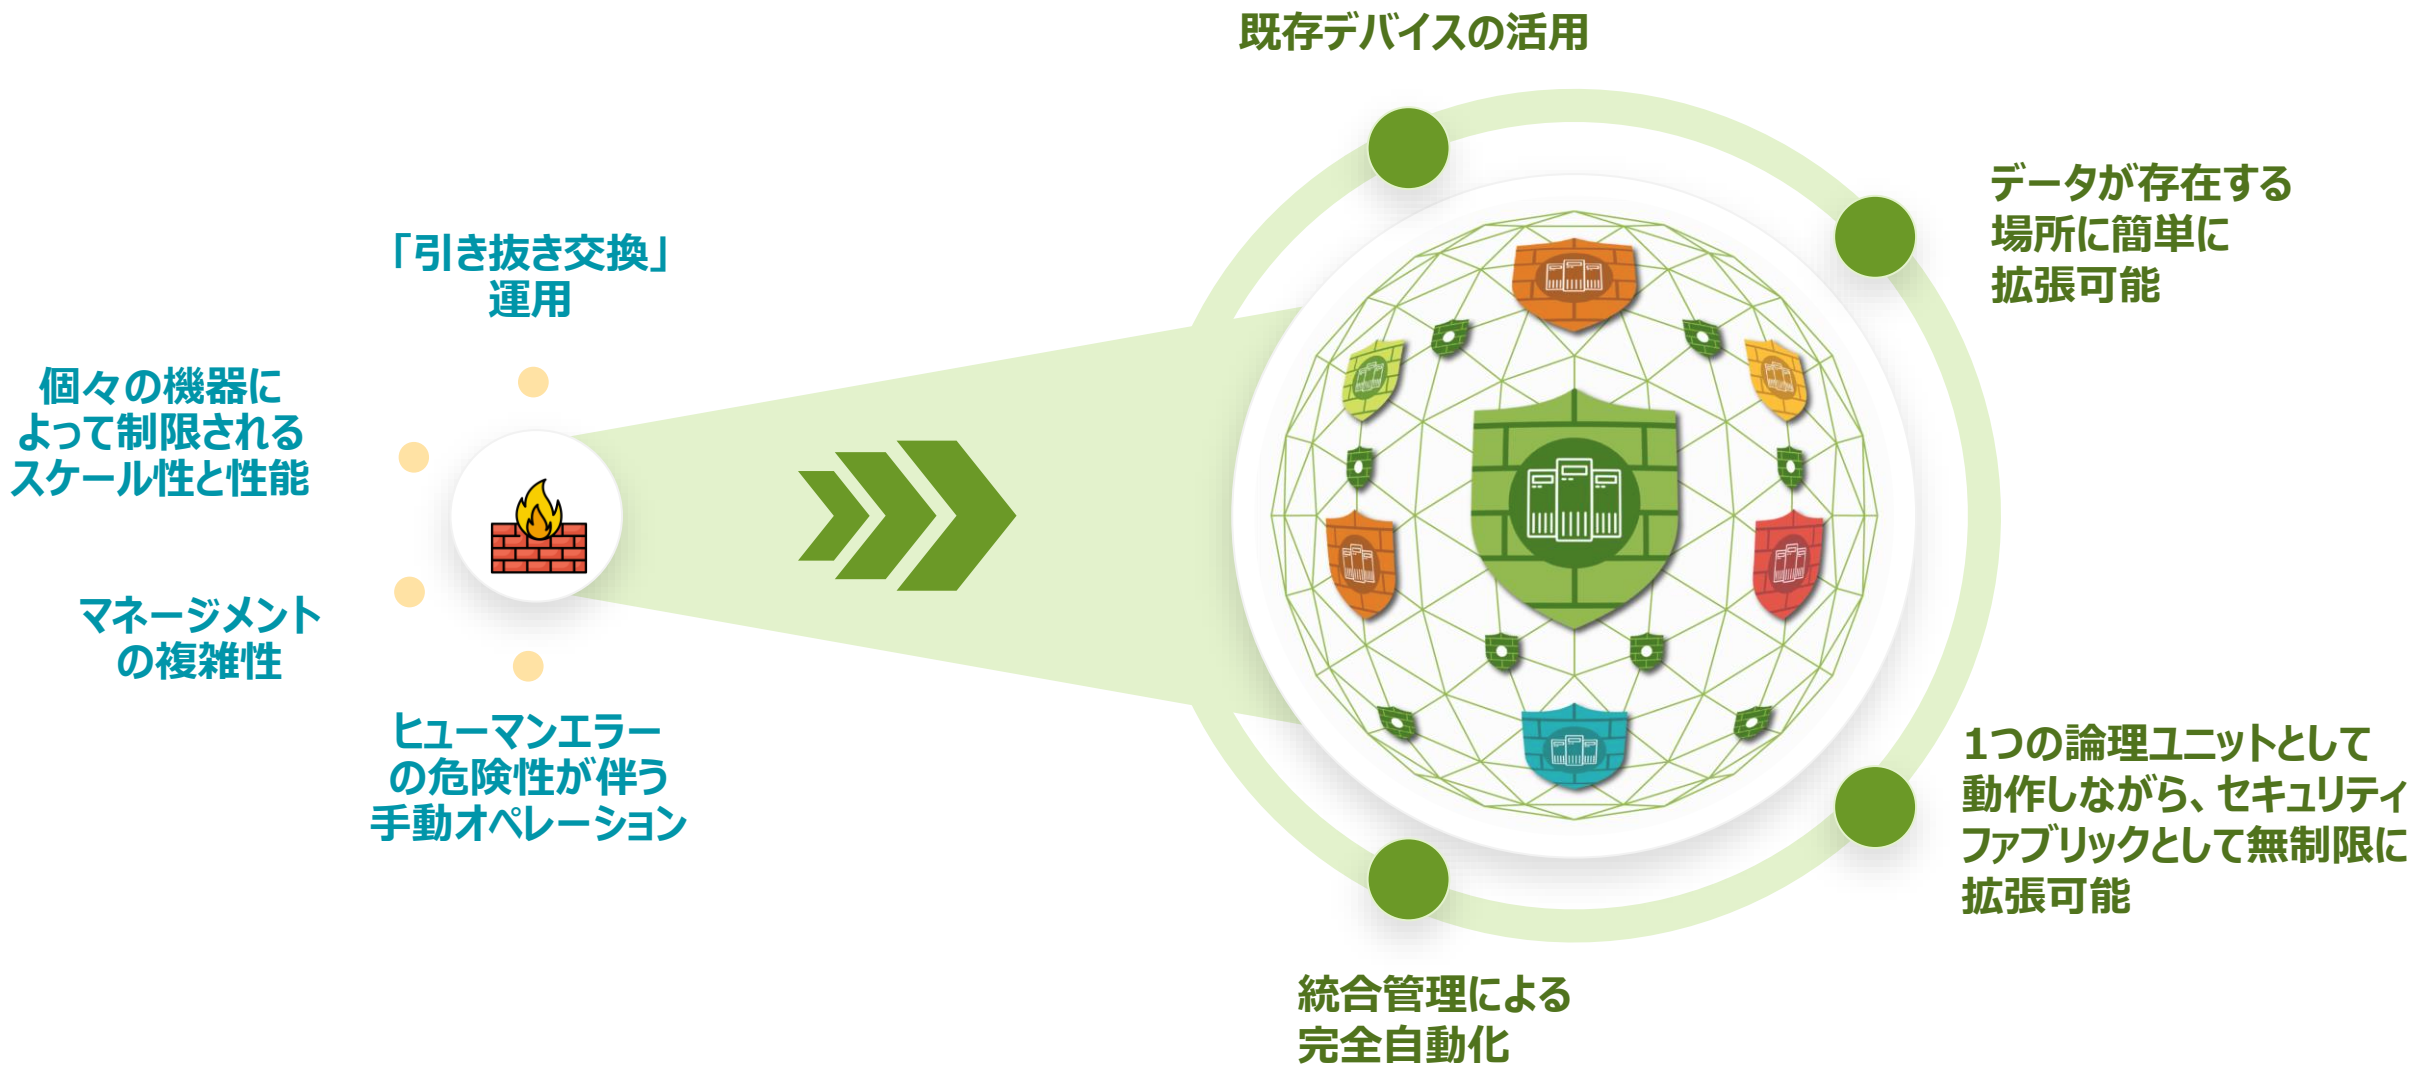 「引き抜き交換」
運用
個々の機器に
よって制限される
スケール性と性能
マネージメント
の複雑性
ヒューマンエラー
の危険性が伴う
手動オペレーション
既存デバイスの活用
データが存在する
場所に簡単に
拡張可能
1つの論理ユニットとして
動作しながら、セキュリティ
ファブリックとして無制限に
拡張可能
統合管理による
完全自動化